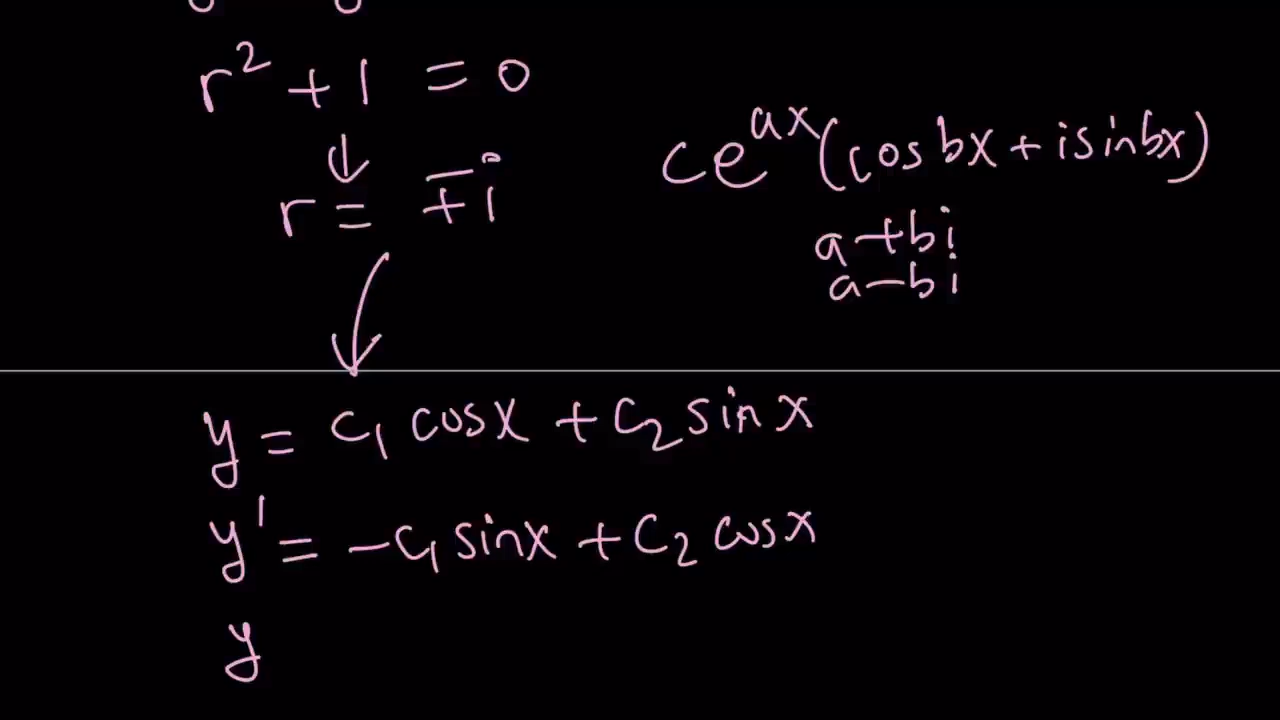 r² + 1 = 0
↓
r = ∓i
ce^{ax}(cos bx + i sin bx)
a + bi
a − bi
y = c₁ cos x + c₂ sin x
y' = −c₁ sin x + c₂ cos x
y